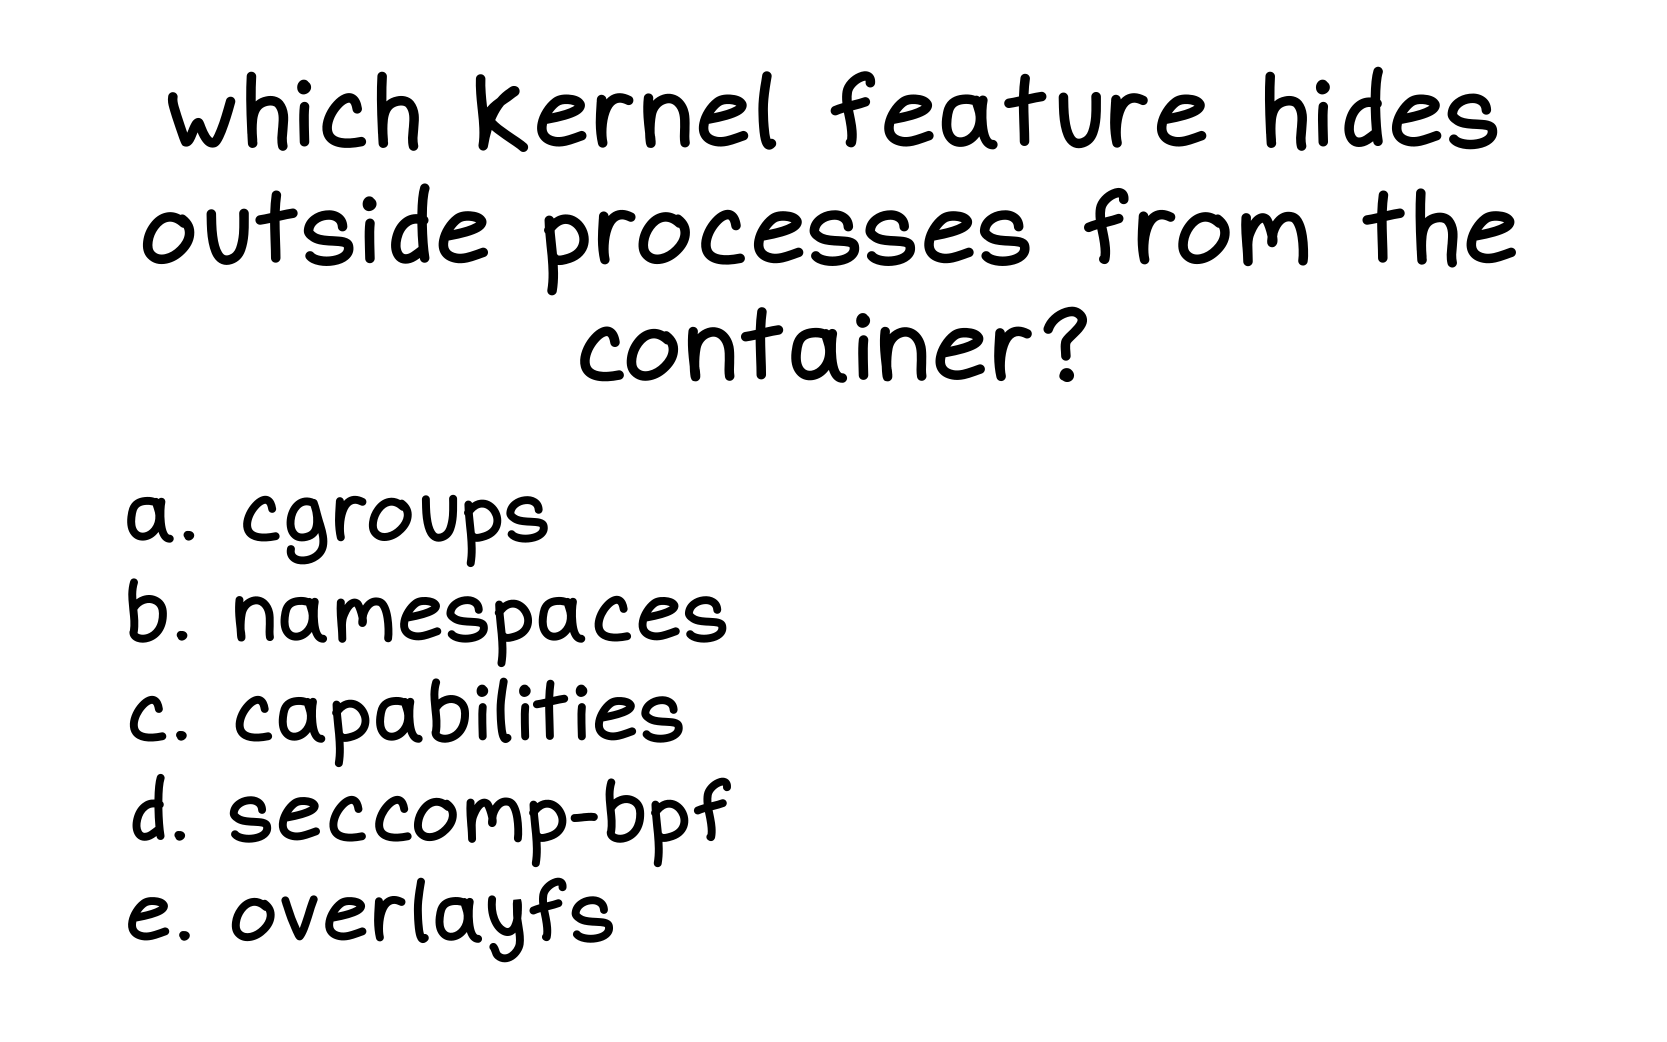 which kernel feature hides
outside processes from the
container?
a. cgroups
b. namespaces
c. capabilities
d. seccomp-bpf
e. overlayfs